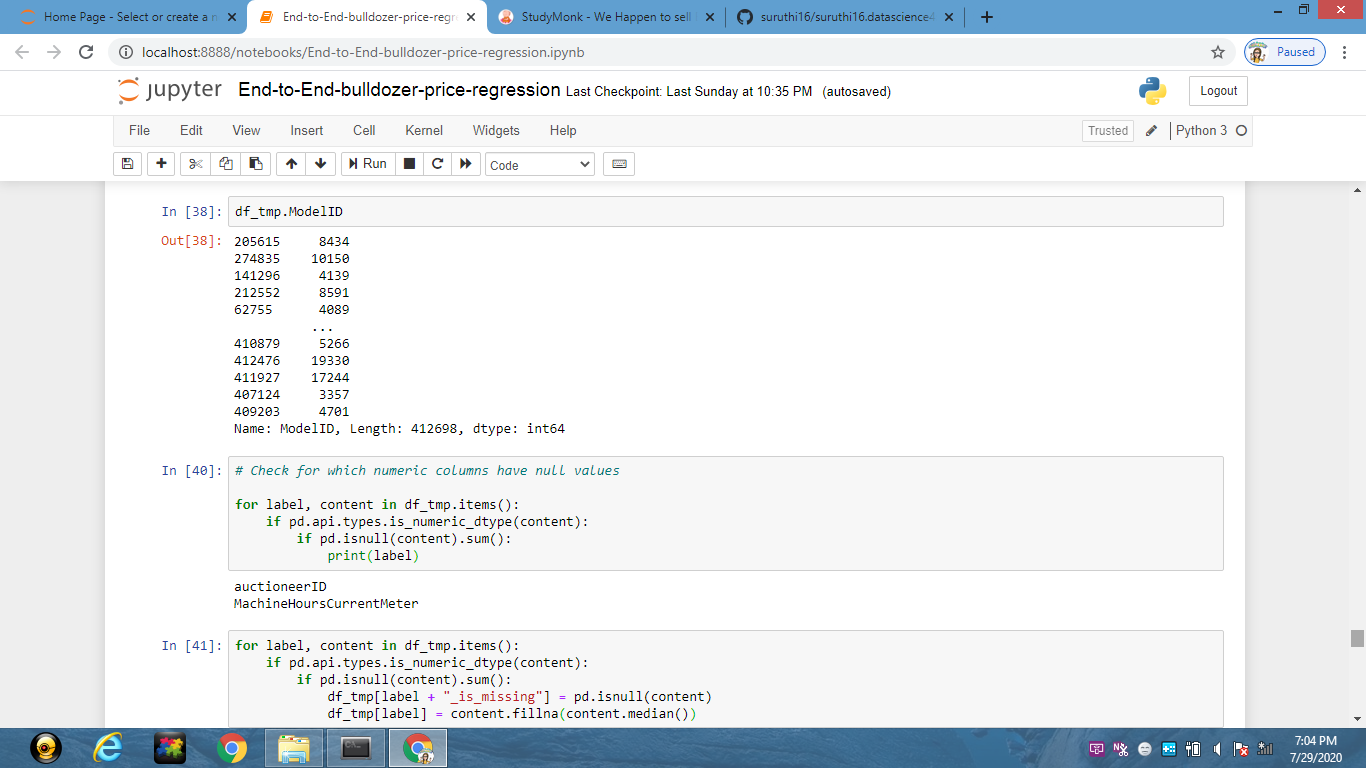 Home Page - Select or create a n
End-to-End-bulldozer-price-regr
StudyMonk - We Happen to sell
suruthi16/suruthi16.datascience4
localhost:8888/notebooks/End-to-End-bulldozer-price-regression.ipynb
Paused
jupyter End-to-End-bulldozer-price-regression Last Checkpoint: Last Sunday at 10:35 PM (autosaved)
Logout
File Edit View Insert Cell Kernel Widgets Help
Trusted
Python 3
Run
Code
In [38]: df_tmp.ModelID
Out[38]: 205615 8434
274835 10150
141296 4139
212552 8591
62755 4089
...
410879 5266
412476 19330
411927 17244
407124 3357
409203 4701
Name: ModelID, Length: 412698, dtype: int64
In [40]: # Check for which numeric columns have null values
for label, content in df_tmp.items():
    if pd.api.types.is_numeric_dtype(content):
        if pd.isnull(content).sum():
            print(label)
auctioneerID
MachineHoursCurrentMeter
In [41]: for label, content in df_tmp.items():
    if pd.api.types.is_numeric_dtype(content):
        if pd.isnull(content).sum():
            df_tmp[label + "_is_missing"] = pd.isnull(content)
            df_tmp[label] = content.fillna(content.median())
7:04 PM
7/29/2020